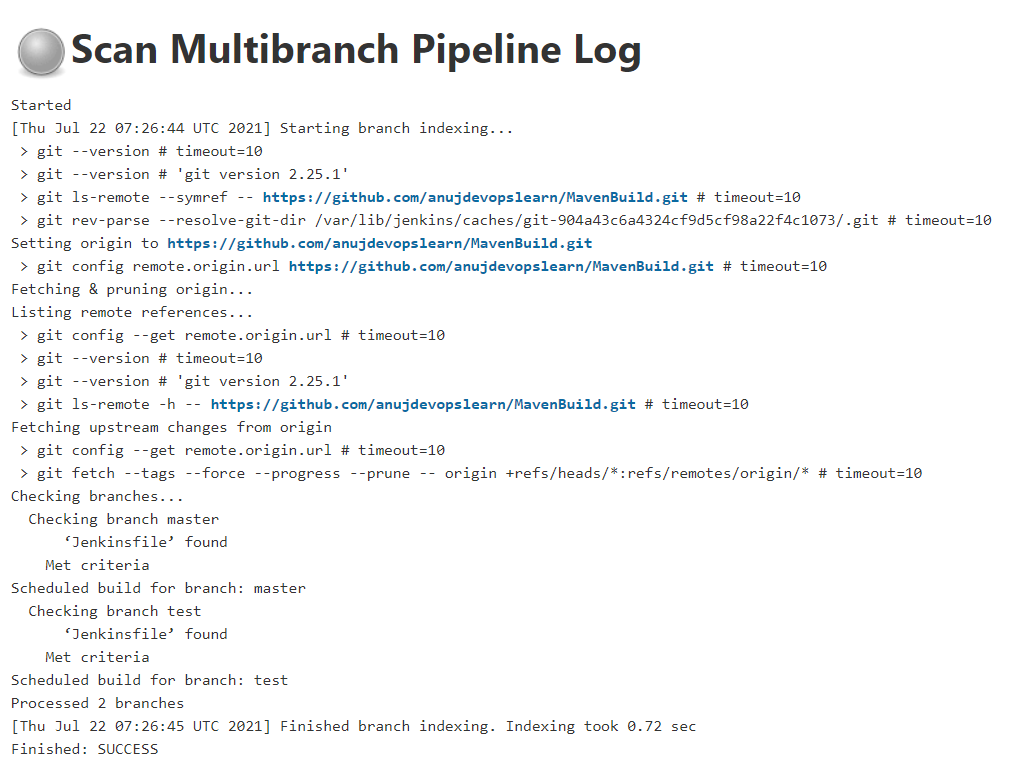 Scan Multibranch Pipeline Log
Started
[Thu Jul 22 07:26:44 UTC 2021] Starting branch indexing...
 > git --version # timeout=10
 > git --version # 'git version 2.25.1'
 > git ls-remote --symref -- https://github.com/anujdevopslearn/MavenBuild.git # timeout=10
 > git rev-parse --resolve-git-dir /var/lib/jenkins/caches/git-904a43c6a4324cf9d5cf98a22f4c1073/.git # timeout=10
Setting origin to https://github.com/anujdevopslearn/MavenBuild.git
 > git config remote.origin.url https://github.com/anujdevopslearn/MavenBuild.git # timeout=10
Fetching & pruning origin...
Listing remote references...
 > git config --get remote.origin.url # timeout=10
 > git --version # timeout=10
 > git --version # 'git version 2.25.1'
 > git ls-remote -h -- https://github.com/anujdevopslearn/MavenBuild.git # timeout=10
Fetching upstream changes from origin
 > git config --get remote.origin.url # timeout=10
 > git fetch --tags --force --progress --prune -- origin +refs/heads/*:refs/remotes/origin/* # timeout=10
Checking branches...
  Checking branch master
      ‘Jenkinsfile’ found
    Met criteria
Scheduled build for branch: master
  Checking branch test
      ‘Jenkinsfile’ found
    Met criteria
Scheduled build for branch: test
Processed 2 branches
[Thu Jul 22 07:26:45 UTC 2021] Finished branch indexing. Indexing took 0.72 sec
Finished: SUCCESS